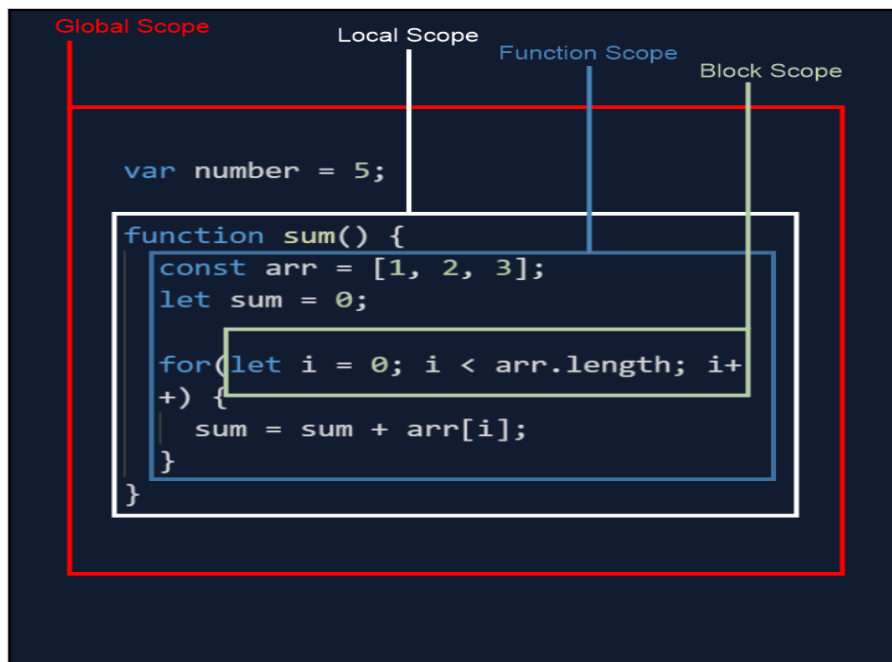 Global Scope
Local Scope
Function Scope
Block Scope
var number = 5;
function sum() {
const arr = [1, 2, 3];
let sum = 0;
for(let i = 0; i < arr.length; i+
+) {
sum = sum + arr[i];
}
}